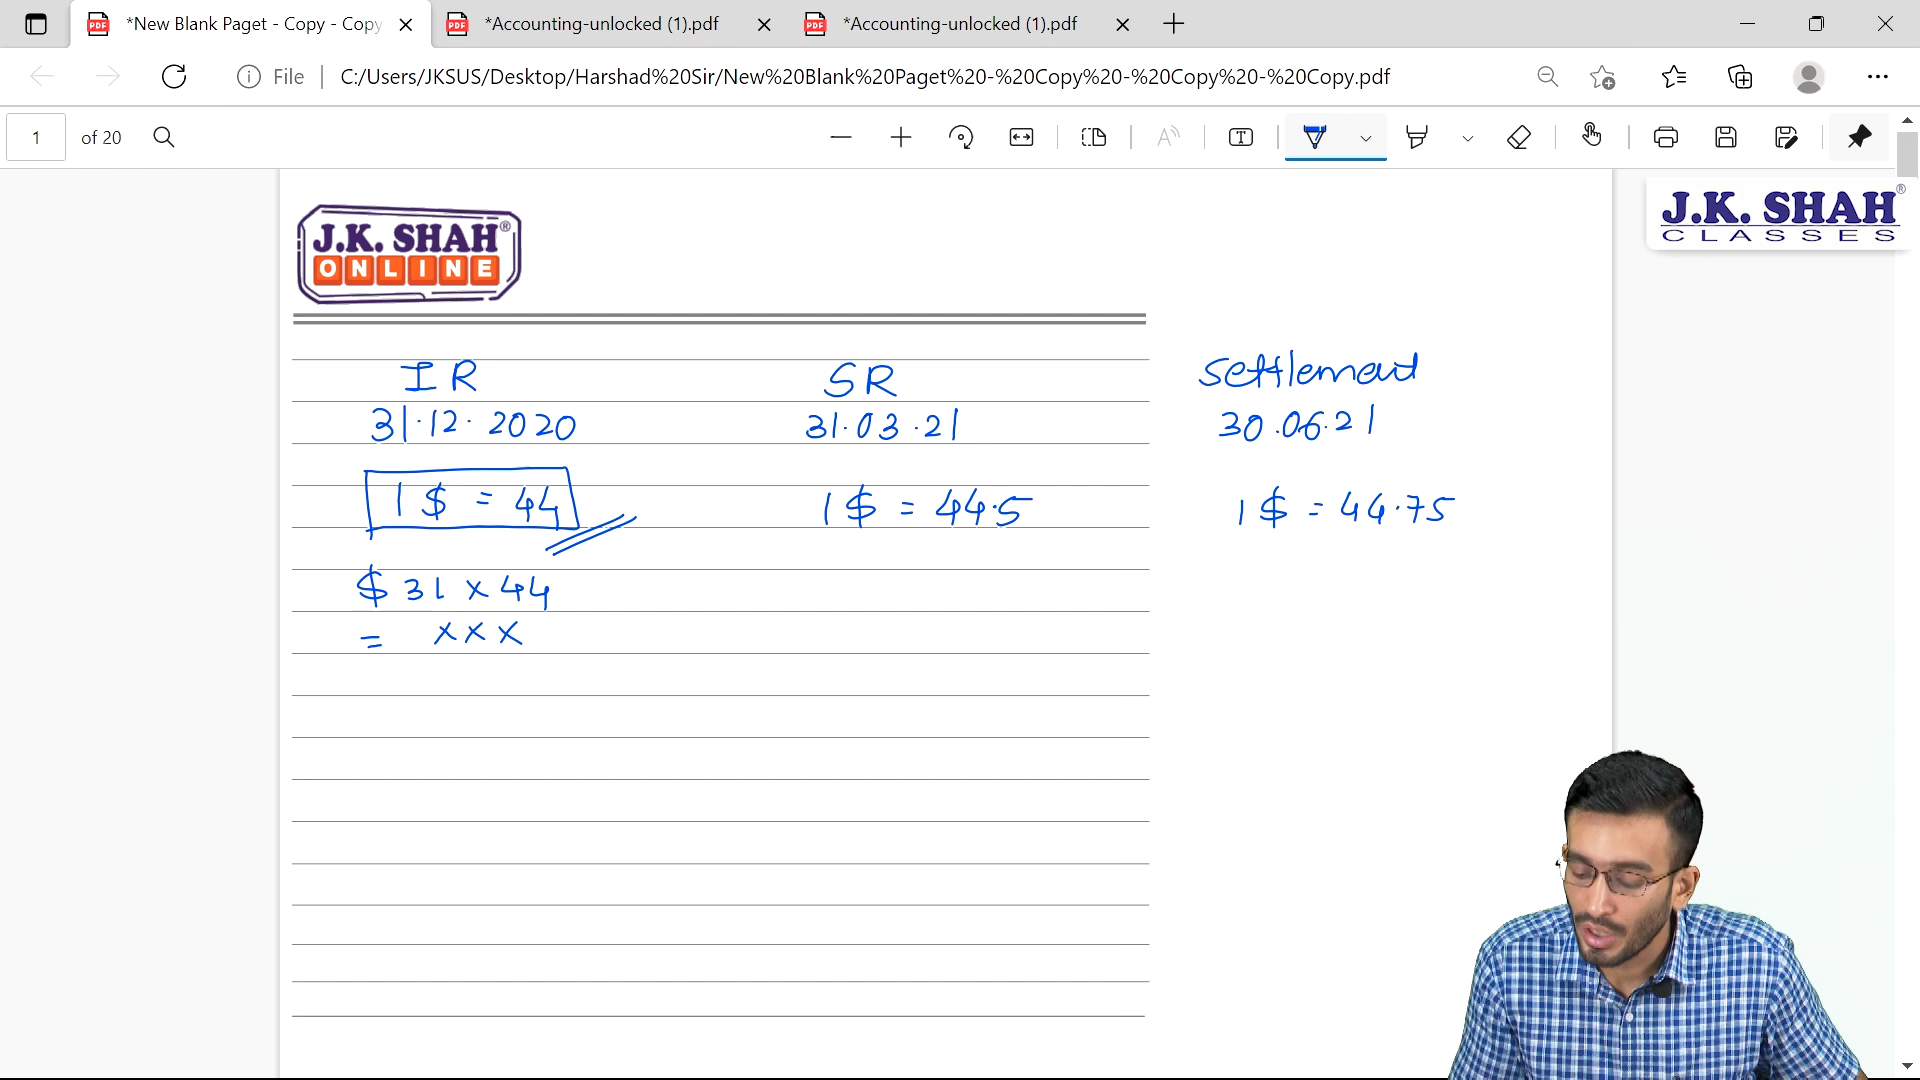 *New Blank Paget - Copy - Copy
*Accounting-unlocked (1).pdf
*Accounting-unlocked (1).pdf
File
C:/Users/JKSUS/Desktop/Harshad%20Sir/New%20Blank%20Paget%20-%20Copy%20-%20Copy%20-%20Copy.pdf
1 of 20
J.K. SHAH®
ONLINE
J.K. SHAH®
CLASSES
IR
SR
Settlement
31.12.2020
31.03.21
30.06.21
1 $ = 44
1 $ = 44.5
1 $ = 44.75
$ 31 x 44
= x x x